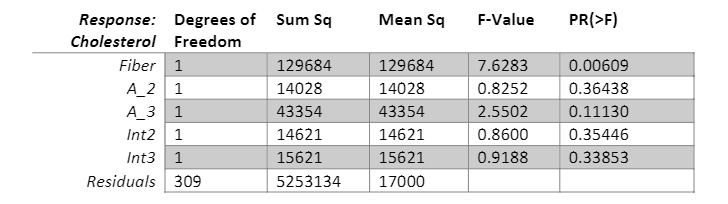 Response: Degrees of Sum Sq Mean Sq F-Value PR(>F)
Cholesterol Freedom
Fiber 1 129684 129684 7.6283 0.00609
A_2 1 14028 14028 0.8252 0.36438
A_3 1 43354 43354 2.5502 0.11130
Int2 1 14621 14621 0.8600 0.35446
Int3 1 15621 15621 0.9188 0.33853
Residuals 309 5253134 17000